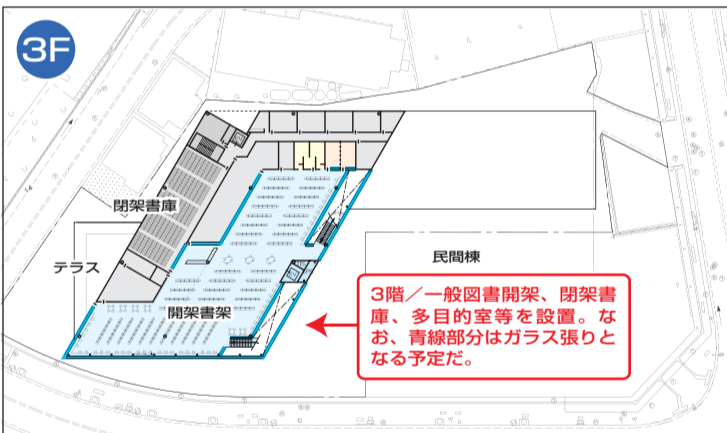 3F
閉架書庫
テラス
民間棟
開架書架
3階／一般図書開架、閉架書
庫、多目的室等を設置。な
お、青線部分はガラス張りと
なる予定だ。